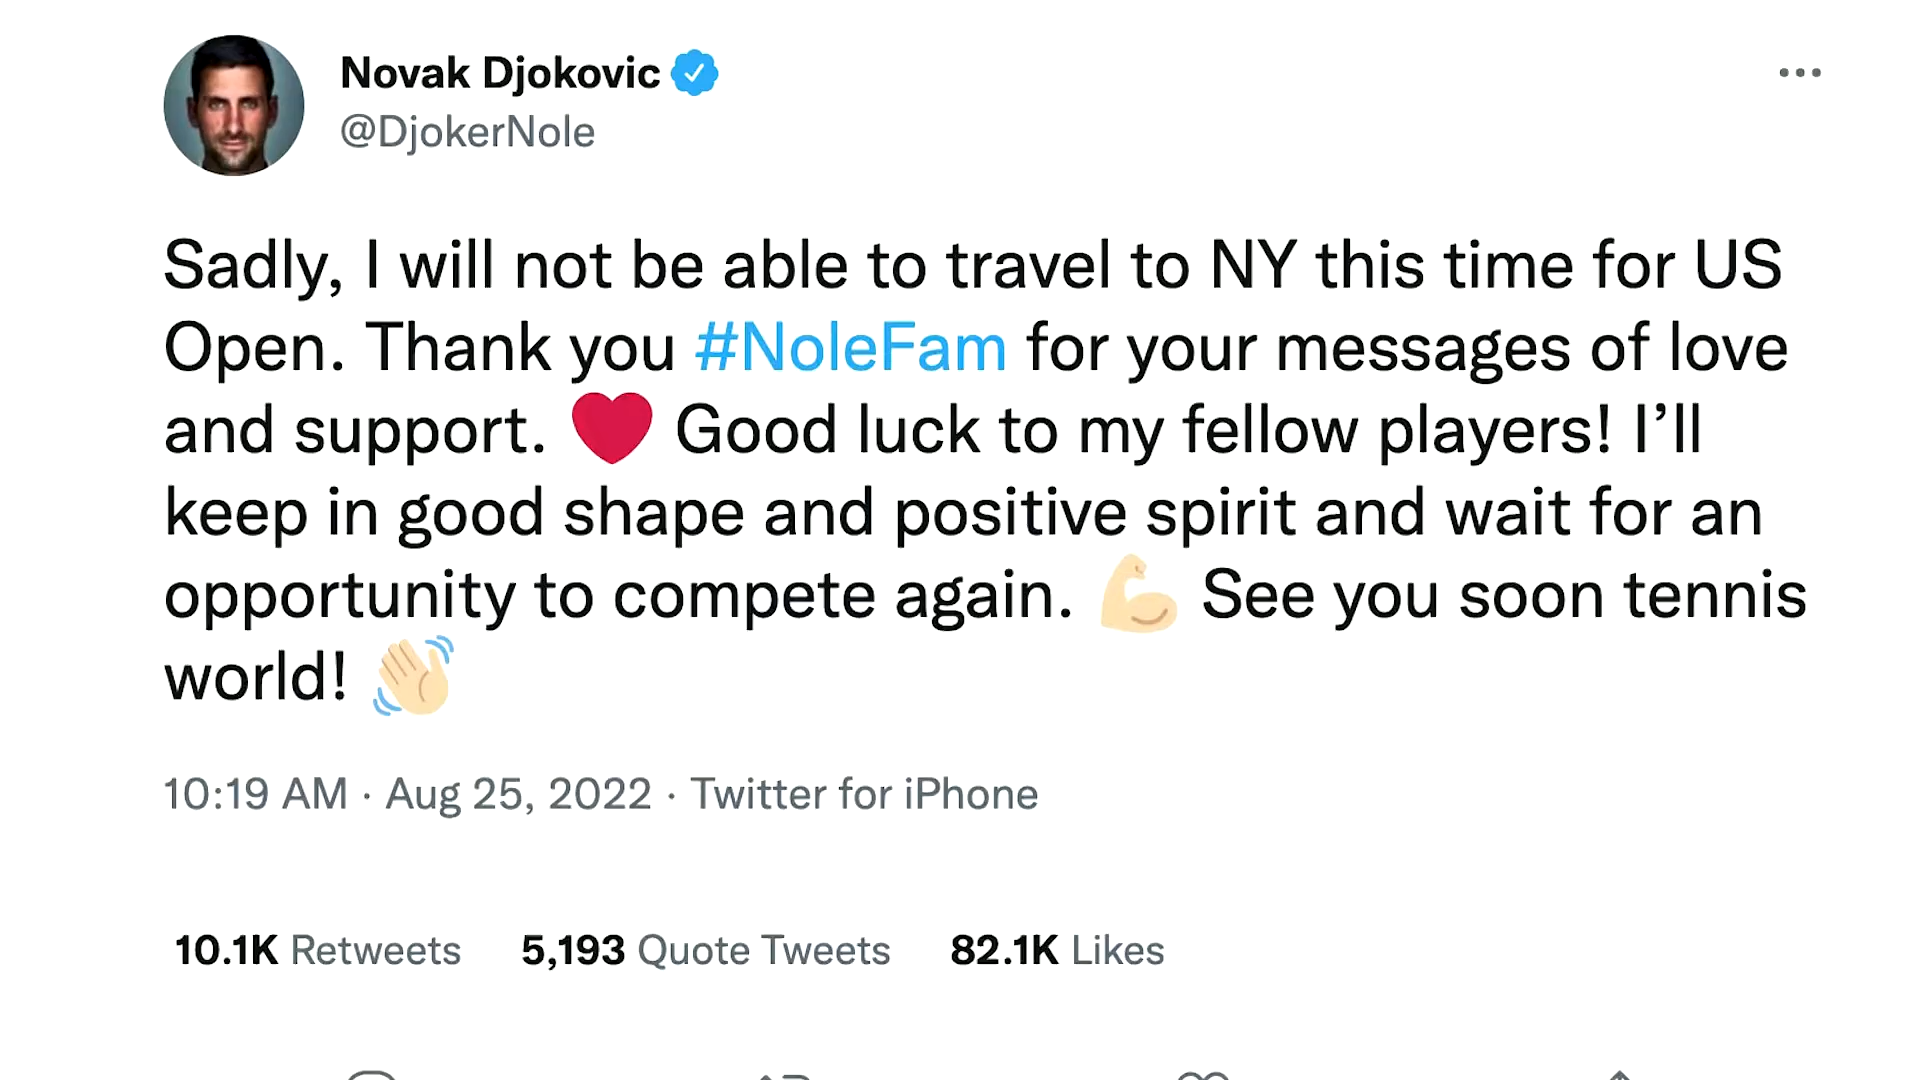 Novak Djokovic
@DjokerNole
Sadly, I will not be able to travel to NY this time for US
Open. Thank you #NoleFam for your messages of love
and support. ❤️ Good luck to my fellow players! I’ll
keep in good shape and positive spirit and wait for an
opportunity to compete again. 💪🏼 See you soon tennis
world! 👋🏼
10:19 AM · Aug 25, 2022 · Twitter for iPhone
10.1K Retweets 5,193 Quote Tweets 82.1K Likes